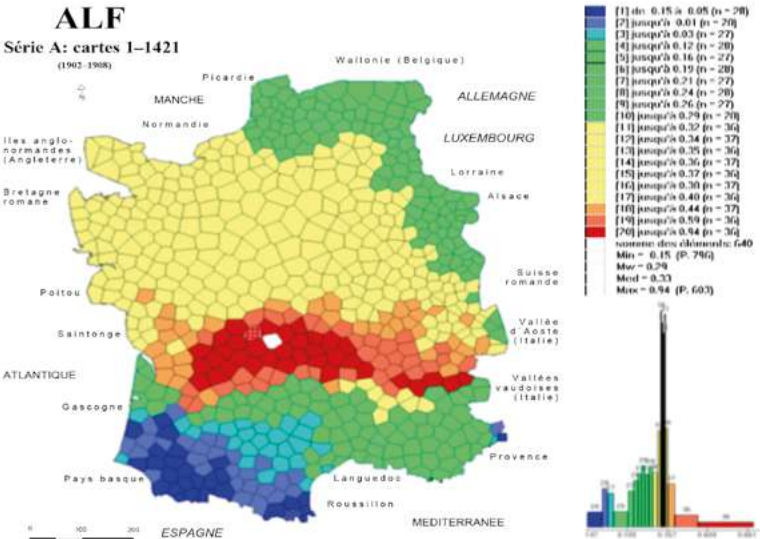 ALF
Série A: cartes 1–1421
(1902–1908)
Wallonie (Belgique)
Picardie
ALLEMAGNE
MANCHE
Normandie
LUXEMBOURG
Iles anglo-
normandes
(Angleterre)
Lorraine
Alsace
Bretagne
romane
Suisse
romande
Poitou
Vallée
d'Aoste
(Italie)
Saintonge
ATLANTIQUE
Vallées
vaudoises
(Italie)
Gascogne
Provence
Pays basque
Languedoc
Roussillon
MEDITERRANEE
ESPAGNE
0 100 200
[2] jusqu'à 0.01 (n = 28)
[3] jusqu'à 0.03 (n = 27)
[4] jusqu'à 0.12 (n = 28)
[5] jusqu'à 0.16 (n = 27)
[6] jusqu'à 0.19 (n = 28)
[7] jusqu'à 0.21 (n = 27)
[8] jusqu'à 0.24 (n = 28)
[9] jusqu'à 0.26 (n = 27)
[10] jusqu'à 0.29 (n = 28)
[11] jusqu'à 0.32 (n = 36)
[12] jusqu'à 0.34 (n = 37)
[13] jusqu'à 0.35 (n = 36)
[14] jusqu'à 0.36 (n = 37)
[15] jusqu'à 0.37 (n = 36)
[16] jusqu'à 0.38 (n = 37)
[17] jusqu'à 0.40 (n = 36)
[18] jusqu'à 0.44 (n = 37)
[19] jusqu'à 0.59 (n = 36)
[20] jusqu'à 0.94 (n = 36)
somme des éléments: 640
Min = 0.15 (P. 796)
Mw = 0.29
Med = 0.33
Max = 0.94 (P. 603)